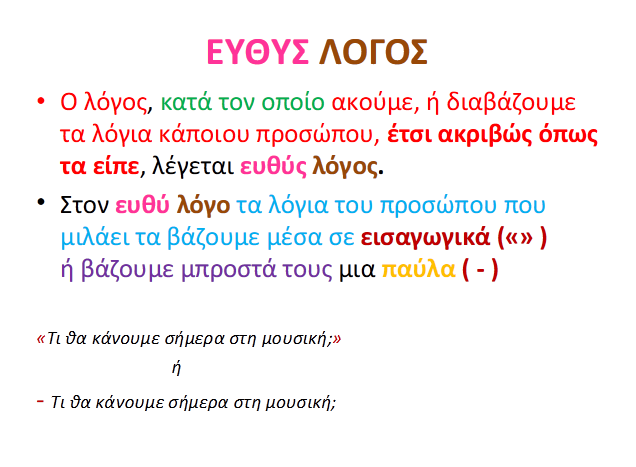 ΕΥΘΥΣ ΛΟΓΟΣ
• Ο λόγος, κατά τον οποίο ακούμε, ή διαβάζουμε
τα λόγια κάποιου προσώπου, έτσι ακριβώς όπως
τα είπε, λέγεται ευθύς λόγος.
• Στον ευθύ λόγο τα λόγια του προσώπου που
μιλάει τα βάζουμε μέσα σε εισαγωγικά («» )
ή βάζουμε μπροστά τους μια παύλα ( - )
«Τι θα κάνουμε σήμερα στη μουσική;»
ή
- Τι θα κάνουμε σήμερα στη μουσική;